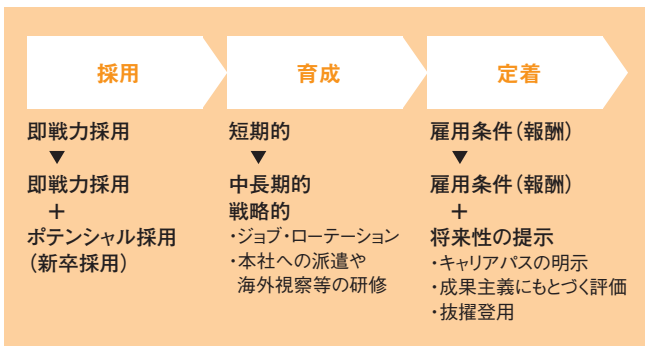 採用
即戦力採用
▼
即戦力採用
+
ポテンシャル採用
(新卒採用)
育成
短期的
▼
中長期的
戦略的
・ジョブ・ローテーション
・本社への派遣や
海外視察等の研修
定着
雇用条件(報酬)
▼
雇用条件(報酬)
+
将来性の提示
・キャリアパスの明示
・成果主義にもとづく評価
・抜擢登用